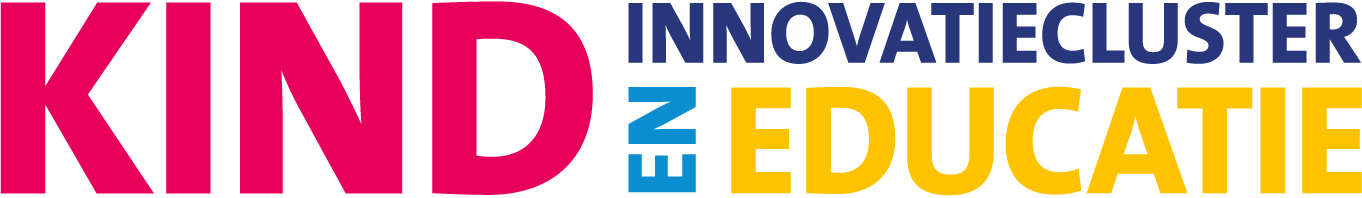 INNOVATIECLUSTER
KIND EN EDUCATIE